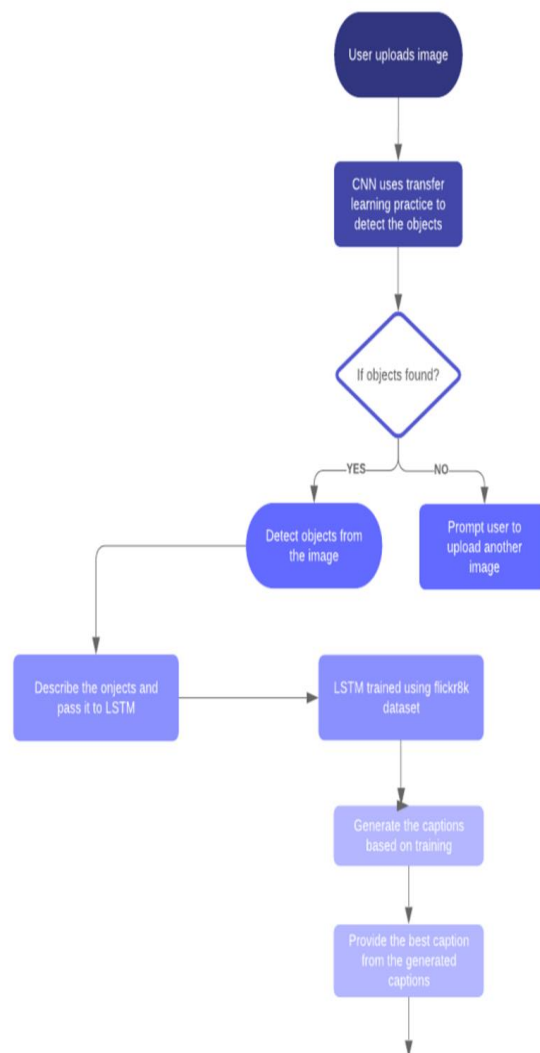 User uploads image
CNN uses transfer
learning practice to
detect the objects
If objects found?
YES
NO
Detect objects from
the image
Prompt user to
upload another
image
Describe the onjects and
pass it to LSTM
LSTM trained using flickr8k
dataset
Generate the captions
based on training
Provide the best caption
from the generated
captions